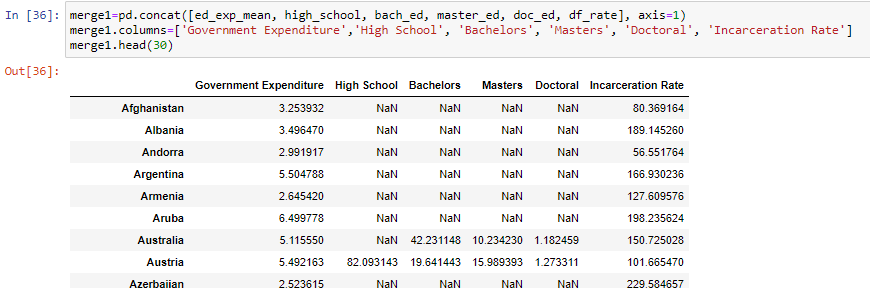 In [36]: merge1=pd.concat([ed_exp_mean, high_school, bach_ed, master_ed, doc_ed, df_rate], axis=1)
merge1.columns=['Government Expenditure','High School', 'Bachelors', 'Masters', 'Doctoral', 'Incarceration Rate']
merge1.head(30)
Out[36]:
Government Expenditure High School Bachelors Masters Doctoral Incarceration Rate
Afghanistan 3.253932 NaN NaN NaN NaN 80.369164
Albania 3.496470 NaN NaN NaN NaN 189.145260
Andorra 2.991917 NaN NaN NaN NaN 56.551764
Argentina 5.504788 NaN NaN NaN NaN 166.930236
Armenia 2.645420 NaN NaN NaN NaN 127.609576
Aruba 6.499778 NaN NaN NaN NaN 198.235624
Australia 5.115550 NaN 42.231148 10.234230 1.182459 150.725028
Austria 5.492163 82.093143 19.641443 15.989393 1.273311 101.665470
Azerbaijan 2.523615 NaN NaN NaN NaN 229.584657